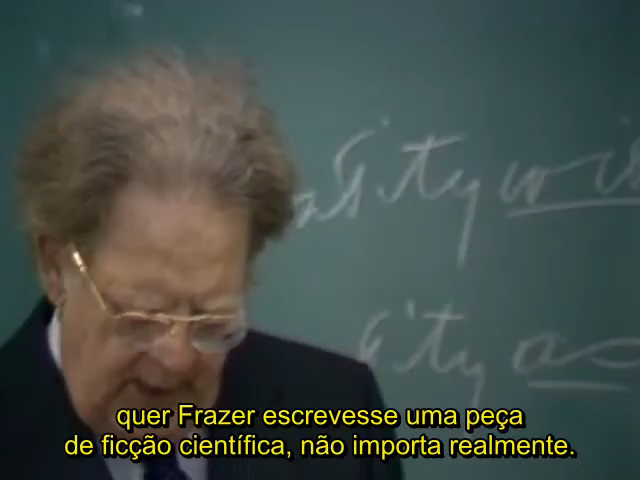 quer Frazer escrevesse uma peça
de ficção científica, não importa realmente.